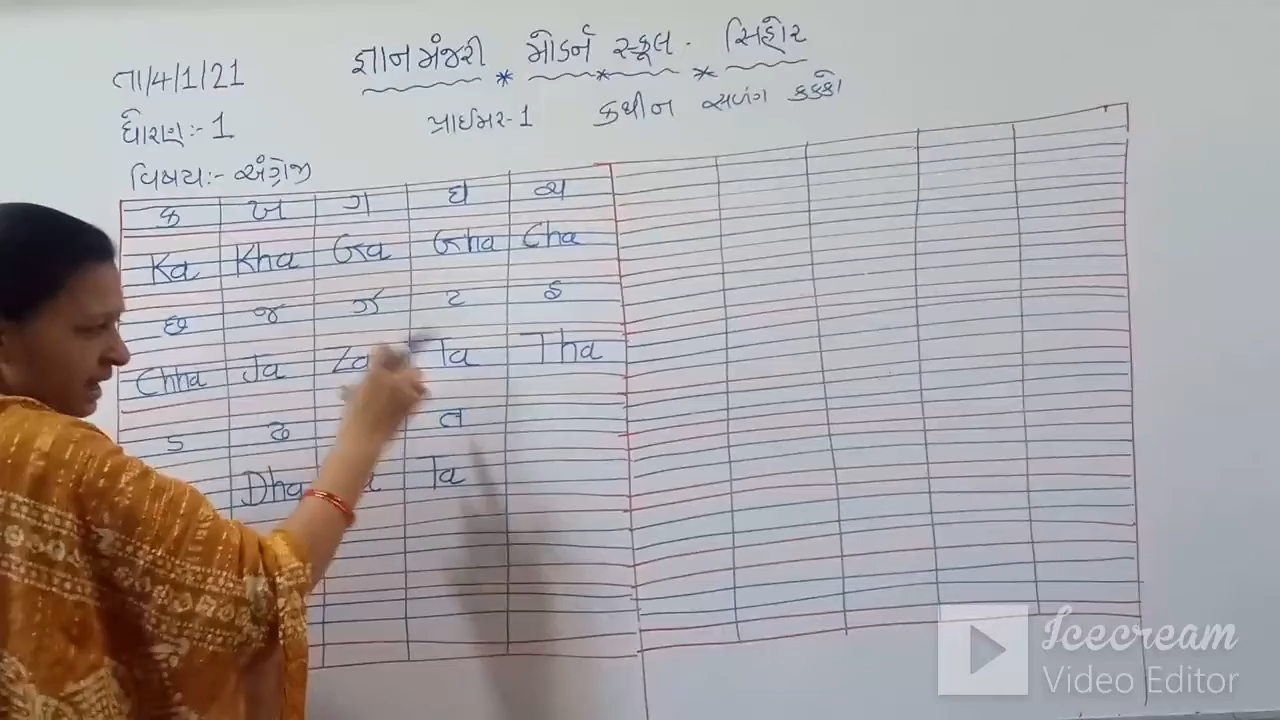 જ્ઞાનમંજરી મોડર્ન સ્કૂલ - સિહોર
તા/4/1/21
પ્રાઈમર-1 સળંગ કક્કો
ધોરણઃ- 1
વિષયઃ- અંગ્રેજી
ક ખ ગ ઘ ચ
Ka Kha Ga Gha Cha
છ જ ઝ ટ ઠ
Chha Ja Za Ta Tha
ડ ઢ ત
Dha Ta
Icecream
Video Editor